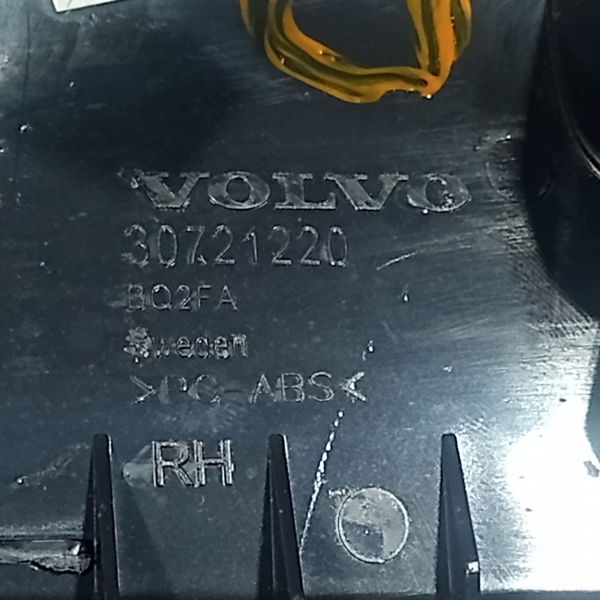 VOLVO
30721220
BQ2FA
Sweden
>PC-ABS<
RH